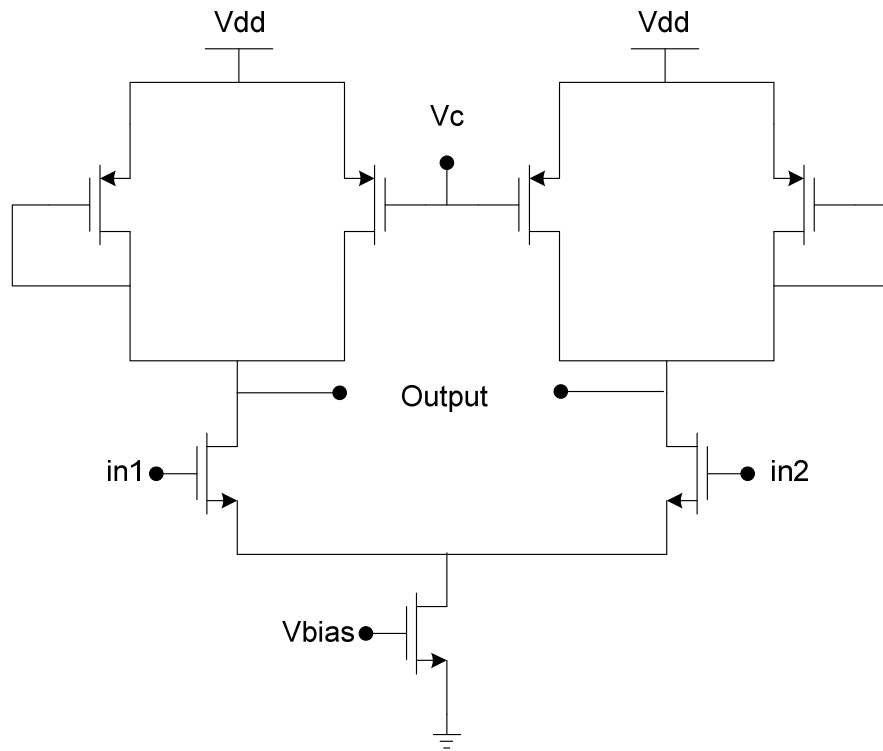 Vdd
Vdd
Vc
Output
in1
in2
Vbias